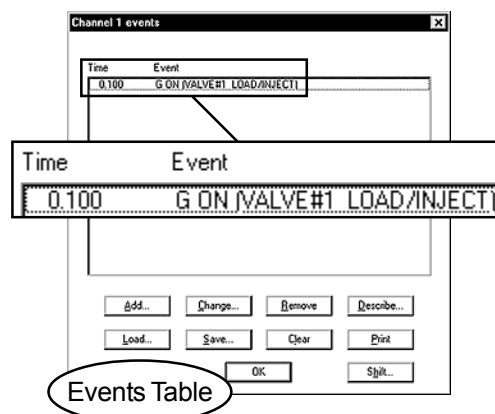 Channel 1 events
Time Event
0.100 G ON (VALVE#1 LOAD/INJECT)
Time Event
0.100 G ON (VALVE#1 LOAD/INJECT)
Add... Change... Remove Describe...
Load... Save... Clear Print
OK Shift...
Events Table